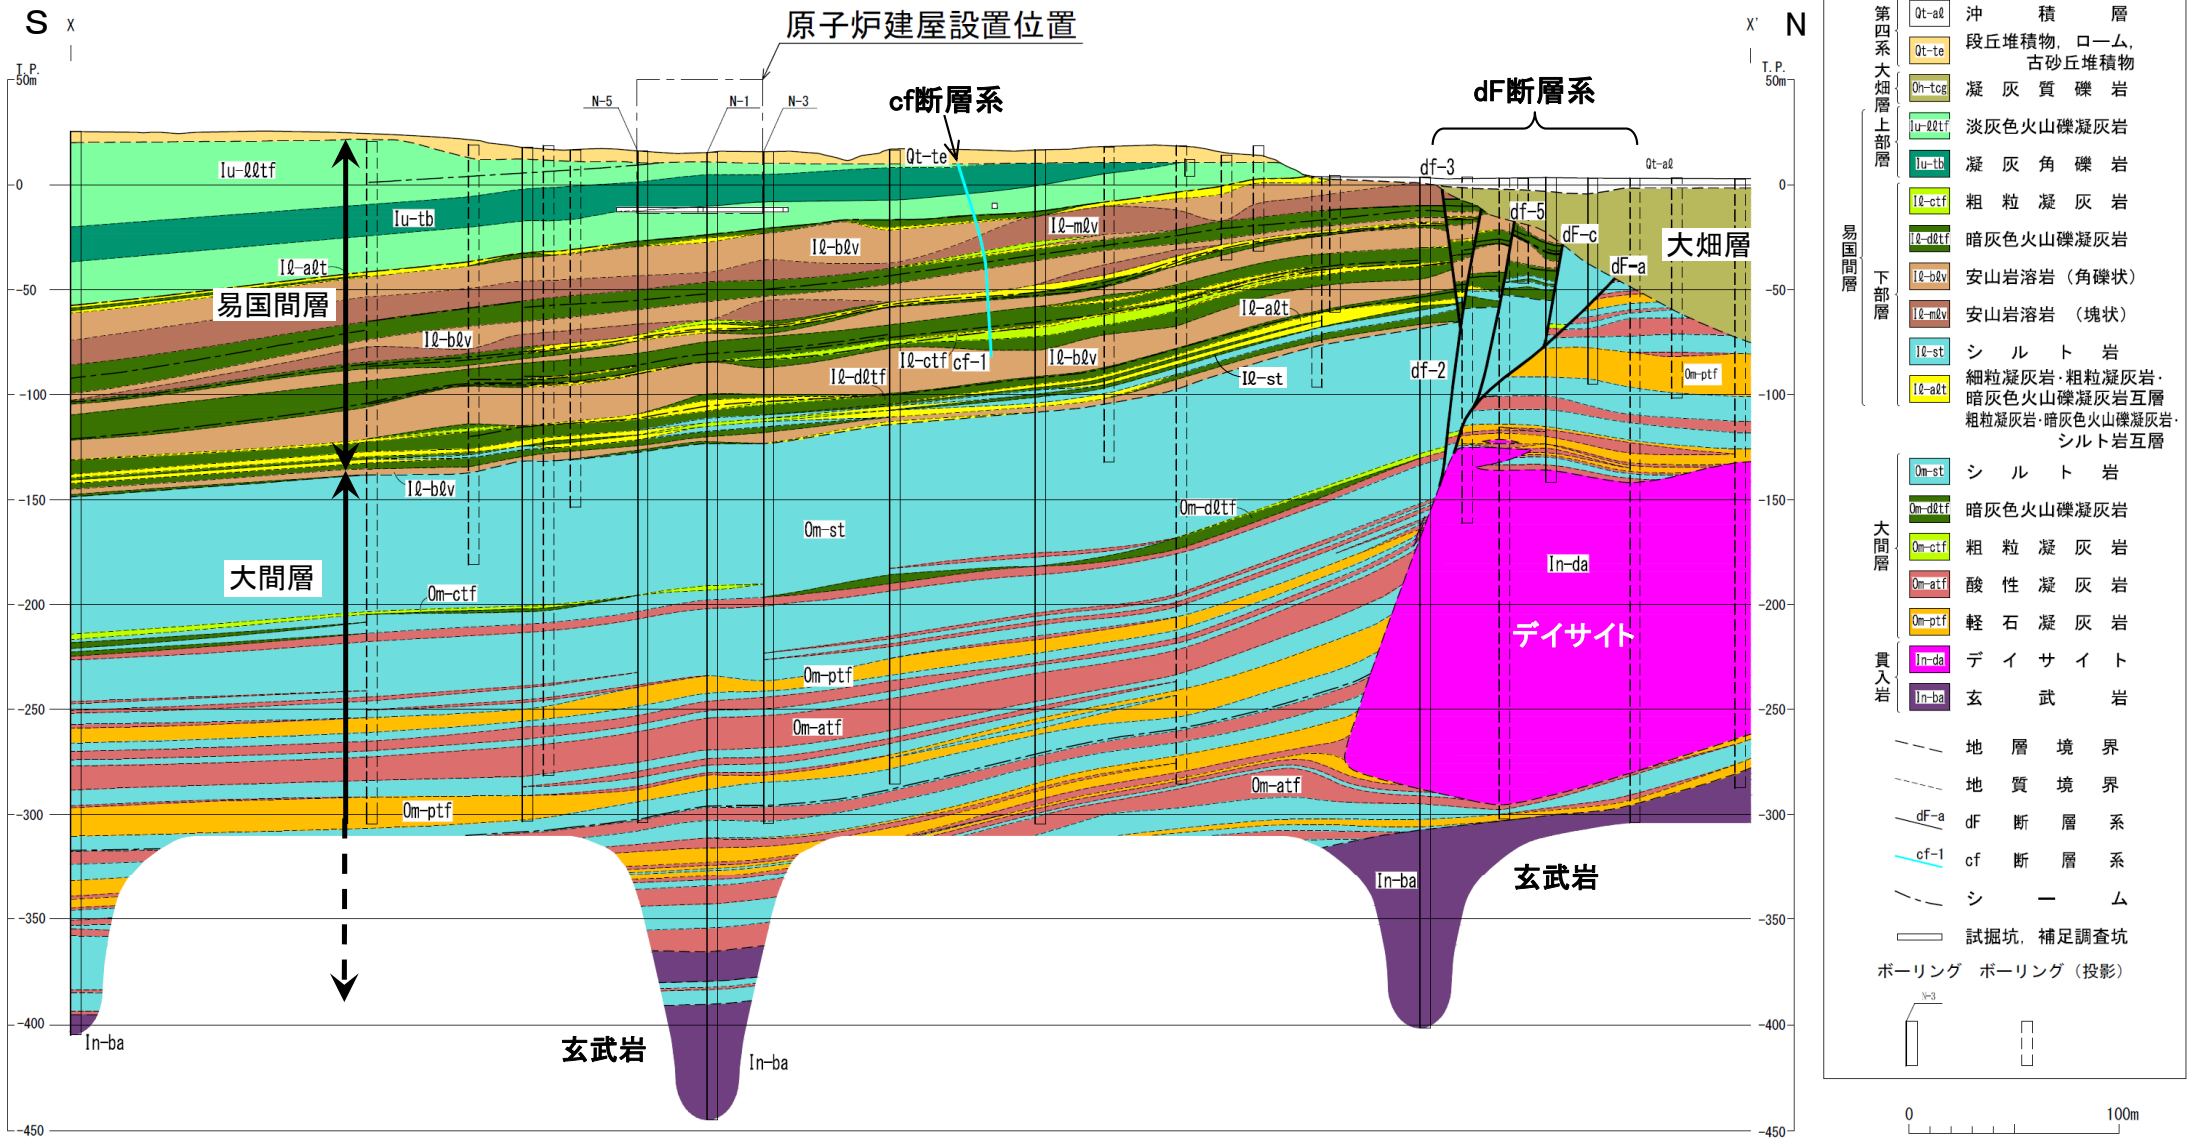 S
X
原子炉建屋設置位置
X'
N
T.P.
50m
0
-50
-100
-150
-200
-250
-300
-350
-400
-450
T.P.
50m
0
-50
-100
-150
-200
-250
-300
-350
-400
-450
N-5
N-1
N-3
cf断層系
dF断層系
Qt-te
df-3
Qt-aℓ
Iu-ℓℓtf
Iu-tb
Iℓ-aℓt
易国間層
Iℓ-bℓv
Iℓ-bℓv
Iℓ-mℓv
df-5
dF-c
dF-a
大畑層
Iℓ-aℓt
Iℓ-ctf
cf-1
Iℓ-bℓv
Iℓ-dℓtf
Iℓ-st
df-2
Om-ptf
Iℓ-bℓv
大間層
Om-st
Om-dℓtf
Om-ctf
In-da
デイサイト
Om-ptf
Om-atf
Om-atf
Om-ptf
In-ba
玄武岩
In-ba
玄武岩
In-ba
第四系
Qt-aℓ 沖積層
Qt-te 段丘堆積物, ローム,
古砂丘堆積物
大畑層
Oh-tcg 凝灰質礫岩
易国間層
上部層
Iu-ℓℓtf 淡灰色火山礫凝灰岩
Iu-tb 凝灰角礫岩
下部層
Iℓ-ctf 粗粒凝灰岩
Iℓ-dℓtf 暗灰色火山礫凝灰岩
Iℓ-bℓv 安山岩溶岩（角礫状）
Iℓ-mℓv 安山岩溶岩（塊状）
Iℓ-st シルト岩
Iℓ-aℓt 細粒凝灰岩・粗粒凝灰岩・
暗灰色火山礫凝灰岩互層
粗粒凝灰岩・暗灰色火山礫凝灰岩・
シルト岩互層
大間層
Om-st シルト岩
Om-dℓtf 暗灰色火山礫凝灰岩
Om-ctf 粗粒凝灰岩
Om-atf 酸性凝灰岩
Om-ptf 軽石凝灰岩
貫入岩
In-da デイサイト
In-ba 玄武岩
地層境界
地質境界
dF-a dF断層系
cf-1 cf断層系
シーム
試掘坑, 補足調査坑
ボーリング ボーリング（投影）
N-3
0 100m